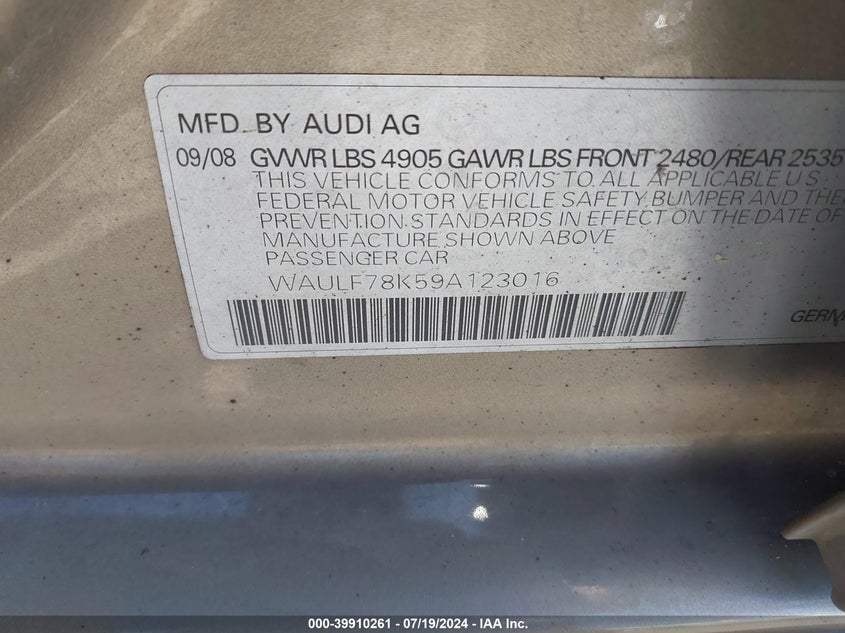 MFD. BY AUDI AG
09/08 GVWR LBS 4905 GAWR LBS FRONT 2480/REAR 2535
THIS VEHICLE CONFORMS TO ALL APPLICABLE U S
FEDERAL MOTOR VEHICLE SAFETY, BUMPER AND
PREVENTION STANDARDS IN EFFECT ON THE DATE OF
MANUFACTURE SHOWN ABOVE
PASSENGER CAR
WAULF78K59A123016
000-39910261 - 07/19/2024 - IAA Inc.